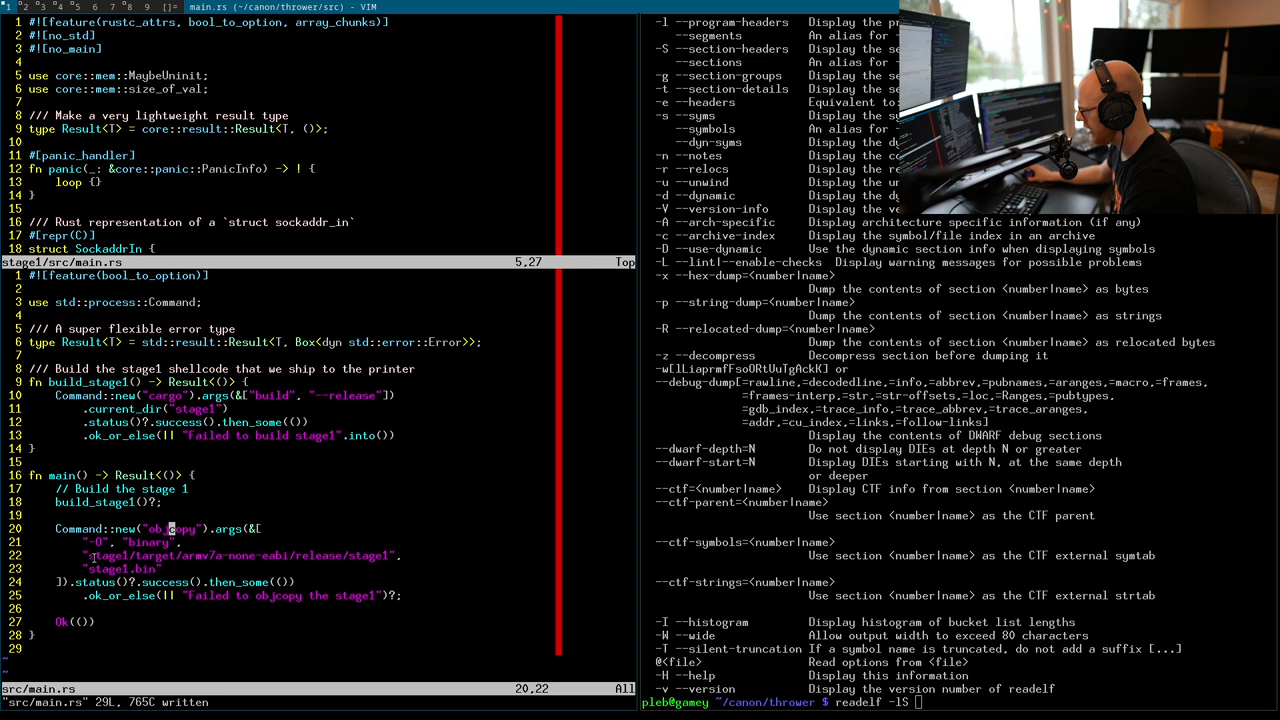 1 2 3 4 5 6 7 8 9 []= main.rs (~/canon/thrower/src) - VIM
1 #![feature(rustc_attrs, bool_to_option, array_chunks)]
2 #![no_std]
3 #![no_main]
4
5 use core::mem::MaybeUninit;
6 use core::mem::size_of_val;
7
8 /// Make a very lightweight result type
9 type Result<T> = core::result::Result<T, ()>;
10
11 #[panic_handler]
12 fn panic(_: &core::panic::PanicInfo) -> ! {
13     loop {}
14 }
15
16 /// Rust representation of a `struct sockaddr_in`
17 #[repr(C)]
18 struct SockaddrIn {
stage1/src/main.rs 5,27 Top
1 #![feature(bool_to_option)]
2
3 use std::process::Command;
4
5 /// A super flexible error type
6 type Result<T> = std::result::Result<T, Box<dyn std::error::Error>>;
7
8 /// Build the stage1 shellcode that we ship to the printer
9 fn build_stage1() -> Result<()> {
10     Command::new("cargo").args(&["build", "--release"])
11         .current_dir("stage1")
12         .status()?.success().then_some(())
13         .ok_or_else(|| "Failed to build stage1".into())
14 }
15
16 fn main() -> Result<()> {
17     // Build the stage 1
18     build_stage1()?;
19
20     Command::new("objcopy").args(&[
21         "-O", "binary",
22         "stage1/target/armv7a-none-eabi/release/stage1",
23         "stage1.bin"
24     ]).status()?.success().then_some(())
25         .ok_or_else(|| "Failed to objcopy the stage1")?;
26
27     Ok(())
28 }
29
~
~
src/main.rs 20,22 All
"src/main.rs" 29L, 765C written
-l --program-headers Display the p
--segments An alias for -
-S --section-headers Display the se
--sections An alias for -
-g --section-groups Display the se
-t --section-details Display the se
-e --headers Equivalent to:
-s --syms Display the sy
--symbols An alias for
--dyn-syms Display the dy
-n --notes Display the co
-r --relocs Display the re
-u --unwind Display the un
-d --dynamic Display the dy
-V --version-info Display the ve
-A --arch-specific Display architecture specific information (if any)
-c --archive-index Display the symbol/file index in an archive
-D --use-dynamic Use the dynamic section info when displaying symbols
-L --lint|--enable-checks Display warning messages for possible problems
-x --hex-dump=<number|name>
Dump the contents of section <number|name> as bytes
-p --string-dump=<number|name>
Dump the contents of section <number|name> as strings
-R --relocated-dump=<number|name>
Dump the contents of section <number|name> as relocated bytes
-z --decompress Decompress section before dumping it
-w[lLiaprmfFsoORtUuTgAckK] or
--debug-dump[=rawline,=decodedline,=info,=abbrev,=pubnames,=aranges,=macro,=frames,
=frames-interp,=str,=str-offsets,=loc,=Ranges,=pubtypes,
=gdb_index,=trace_info,=trace_abbrev,=trace_aranges,
=addr,=cu_index,=links,=follow-links]
Display the contents of DWARF debug sections
--dwarf-depth=N Do not display DIEs at depth N or greater
--dwarf-start=N Display DIEs starting with N, at the same depth
or deeper
--ctf=<number|name> Display CTF info from section <number|name>
--ctf-parent=<number|name>
Use section <number|name> as the CTF parent
--ctf-symbols=<number|name>
Use section <number|name> as the CTF external symtab
--ctf-strings=<number|name>
Use section <number|name> as the CTF external strtab
-I --histogram Display histogram of bucket list lengths
-W --wide Allow output width to exceed 80 characters
-T --silent-truncation If a symbol name is truncated, do not add a suffix [...]
@<file> Read options from <file>
-H --help Display this information
-v --version Display the version number of readelf
pleb@gamey ~/canon/thrower $ readelf -lS